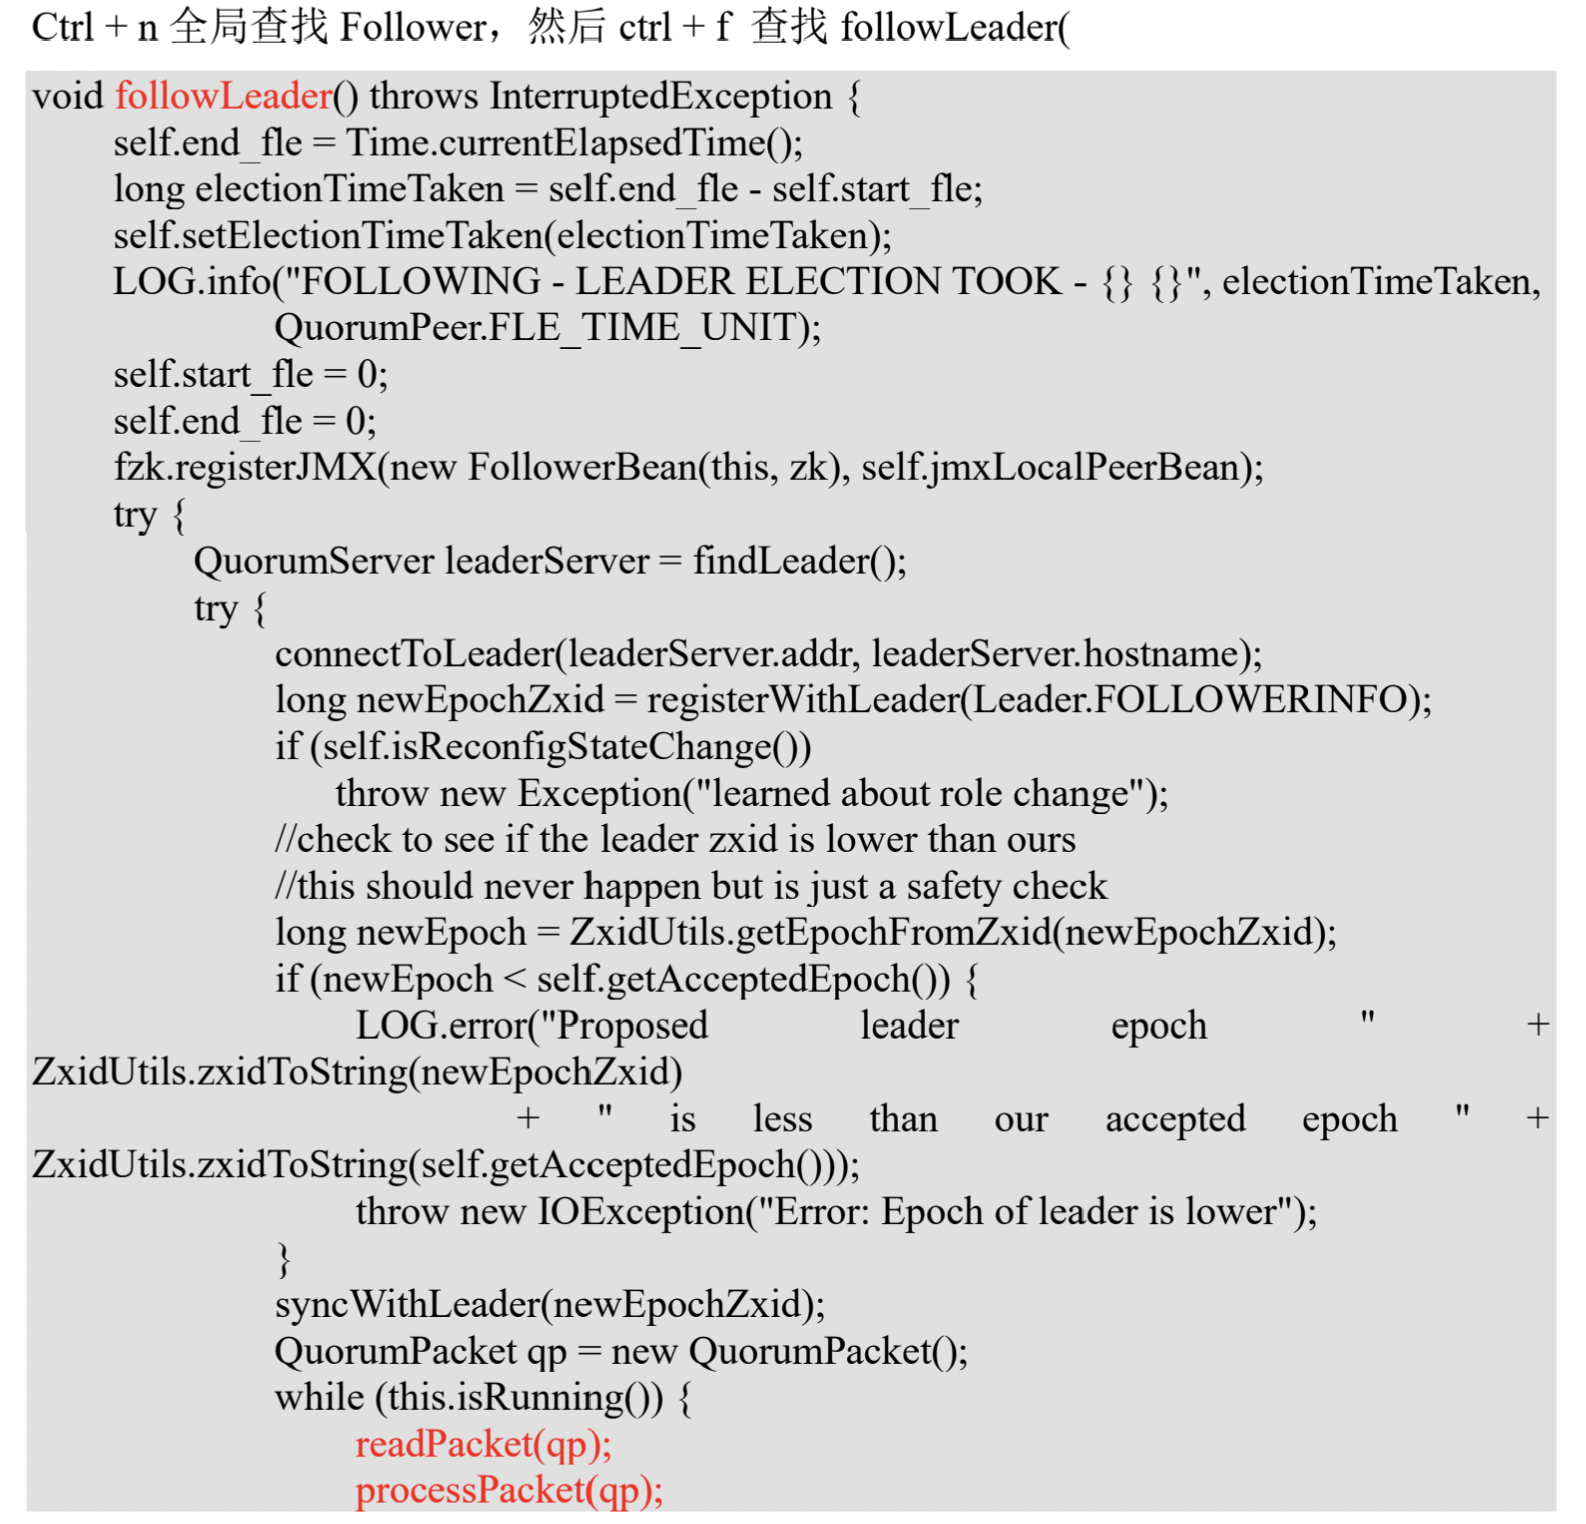 Ctrl + n 全局查找 Follower，然后 ctrl + f 查找 followLeader(
void followLeader() throws InterruptedException {
self.end_fle = Time.currentElapsedTime();
long electionTimeTaken = self.end_fle - self.start_fle;
self.setElectionTimeTaken(electionTimeTaken);
LOG.info("FOLLOWING - LEADER ELECTION TOOK - {} {}", electionTimeTaken,
QuorumPeer.FLE_TIME_UNIT);
self.start_fle = 0;
self.end_fle = 0;
fzk.registerJMX(new FollowerBean(this, zk), self.jmxLocalPeerBean);
try {
QuorumServer leaderServer = findLeader();
try {
connectToLeader(leaderServer.addr, leaderServer.hostname);
long newEpochZxid = registerWithLeader(Leader.FOLLOWERINFO);
if (self.isReconfigStateChange())
throw new Exception("learned about role change");
//check to see if the leader zxid is lower than ours
//this should never happen but is just a safety check
long newEpoch = ZxidUtils.getEpochFromZxid(newEpochZxid);
if (newEpoch < self.getAcceptedEpoch()) {
LOG.error("Proposed leader epoch " +
ZxidUtils.zxidToString(newEpochZxid)
+ " is less than our accepted epoch " +
ZxidUtils.zxidToString(self.getAcceptedEpoch()));
throw new IOException("Error: Epoch of leader is lower");
}
syncWithLeader(newEpochZxid);
QuorumPacket qp = new QuorumPacket();
while (this.isRunning()) {
readPacket(qp);
processPacket(qp);